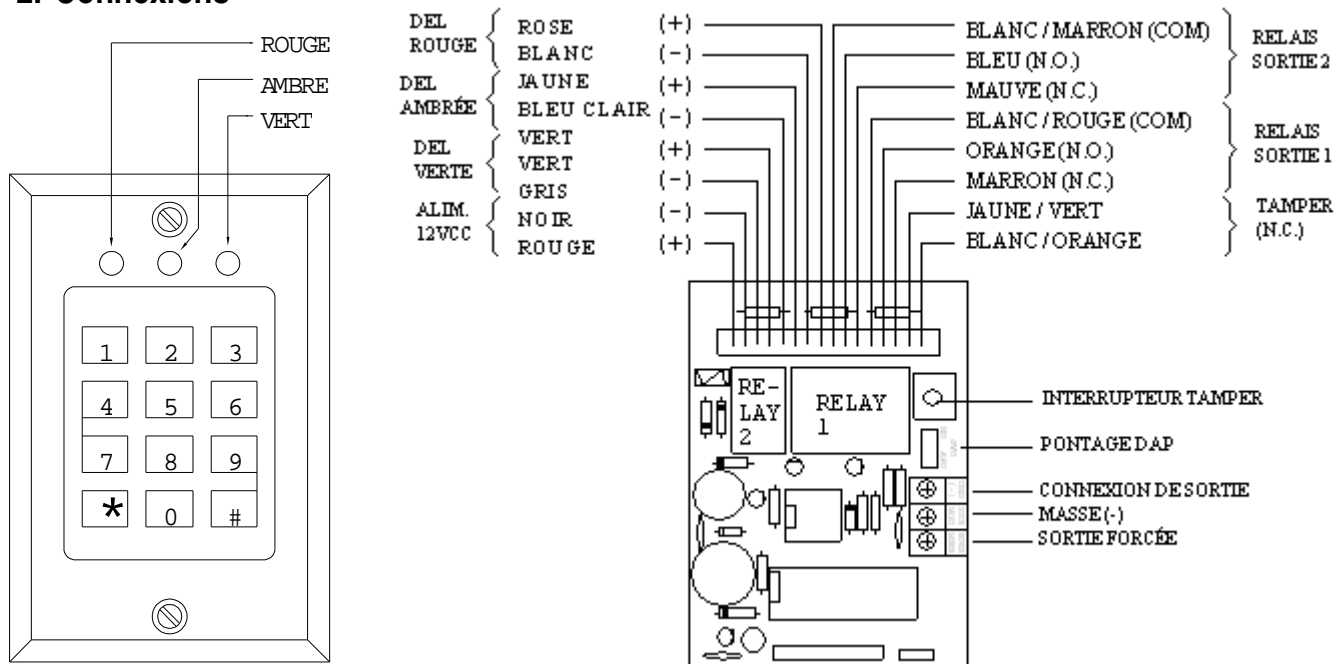 2. Connexions
ROUGE
AMBRE
VERT
1 2 3
4 5 6
7 8 9
* 0 #
DEL
ROUGE
ROSE (+)
BLANC (-)
DEL
AMBRÉE
JAUNE (+)
BLEU CLAIR (-)
DEL
VERTE
VERT (+)
VERT
GRIS (-)
ALIM.
12VCC
NOIR (-)
ROUGE (+)
BLANC / MARRON (COM)
BLEU (N.O.)
MAUVE (N.C.)
RELAIS
SORTIE 2
BLANC / ROUGE (COM)
ORANGE (N.O.)
MARRON (N.C.)
RELAIS
SORTIE 1
JAUNE / VERT
BLANC / ORANGE
TAMPER
(N.C.)
RE-
LAY
2
RELAY
1
INTERRUPTEUR TAMPER
PONTAGE DAP
CONNEXION DE SORTIE
MASSE (-)
SORTIE FORCÉE